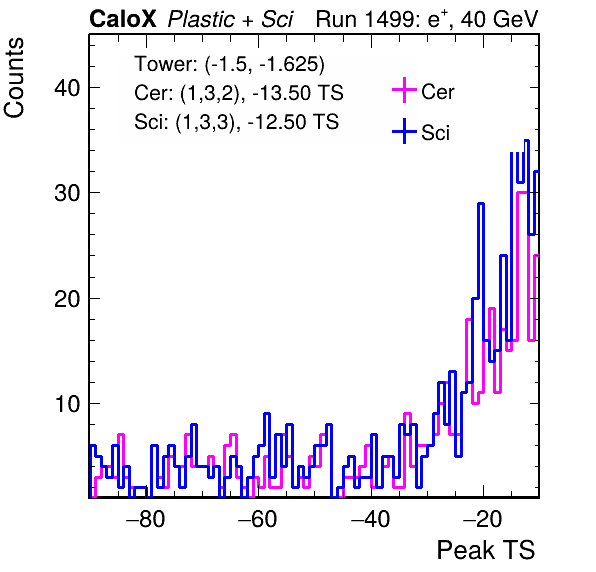 CaloX Plastic + Sci Run 1499: e+, 40 GeV
Counts
Tower: (-1.5, -1.625)
Cer: (1,3,2), -13.50 TS
Sci: (1,3,3), -12.50 TS
Cer
Sci
40
30
20
10
−80 −60 −40 −20
Peak TS